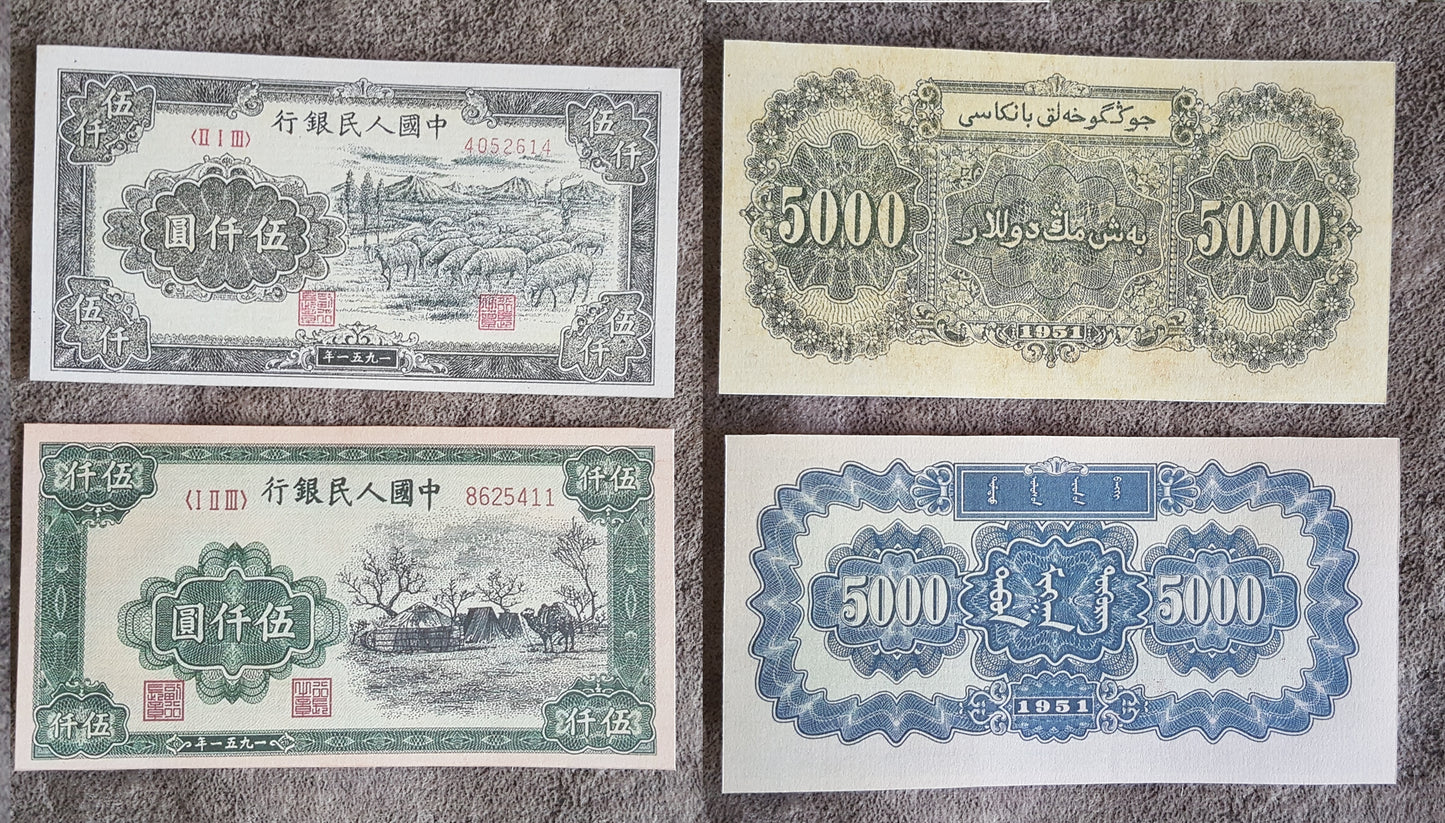 伍仟
中國人民銀行
伍仟
〈II I III〉
4052614
伍仟圓
伍仟
伍仟
一九五一年
جوڭگو خەلق بانكاسى
5000
بەش مىڭ دوللار
5000
1951
伍仟
中國人民銀行
伍仟
〈I II III〉
8625411
伍仟圓
伍仟
伍仟
一九五一年
5000
5000
1951